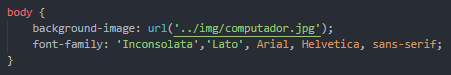 body {
    background-image: url('../img/computador.jpg');
    font-family: 'Inconsolata','Lato', Arial, Helvetica, sans-serif;
}